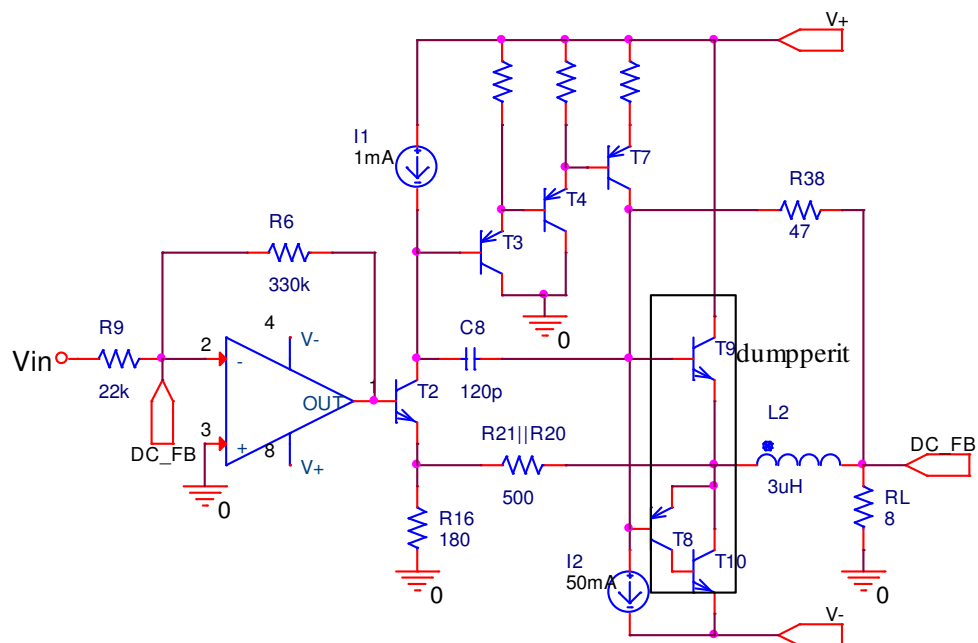 V+
I1
1mA
T7
R38
47
T4
T3
R6
330k
0
R9
Vin
22k
4
V-
2
-
OUT
1
3
+
8
V+
DC_FB
0
C8
120p
T2
T9
dumpperit
L2
3uH
DC_FB
R21||R20
500
R16
180
0
T8
T10
RL
8
0
I2
50mA
V-